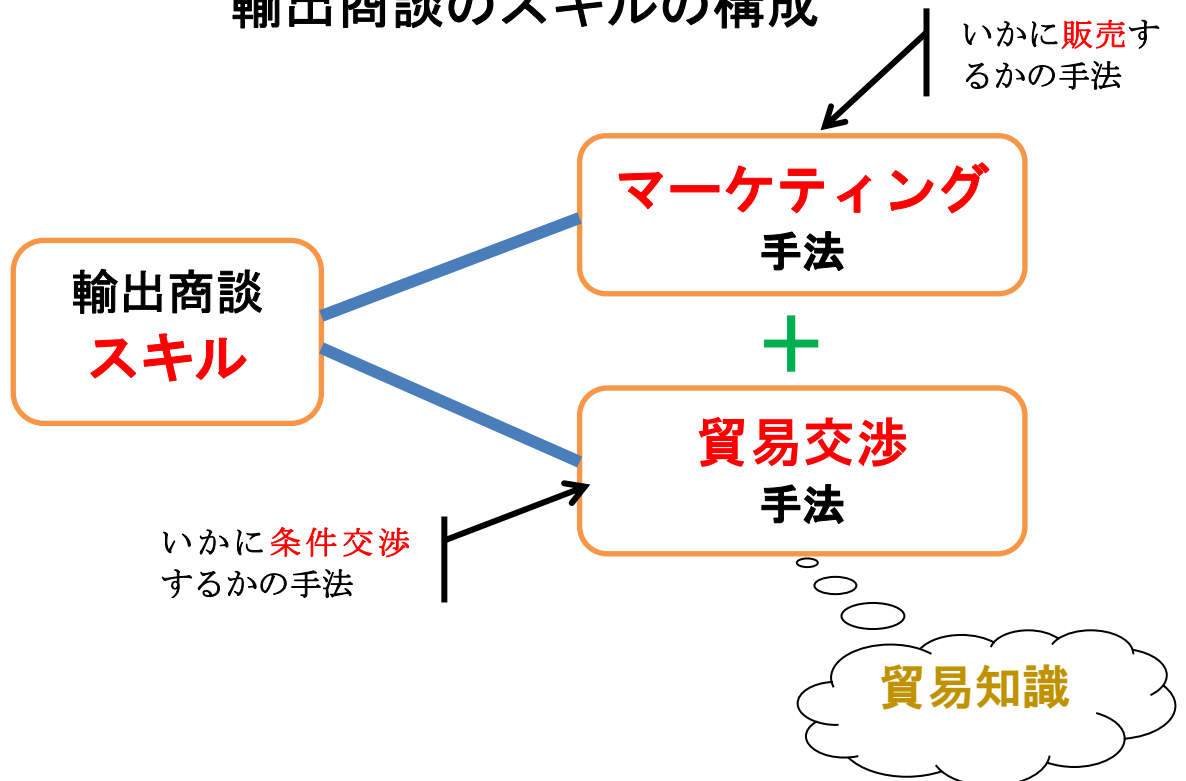 輸出商談のスキルの構成
いかに販売す
るかの手法
マーケティング
手法
輸出商談
スキル
＋
貿易交渉
手法
いかに条件交渉
するかの手法
貿易知識